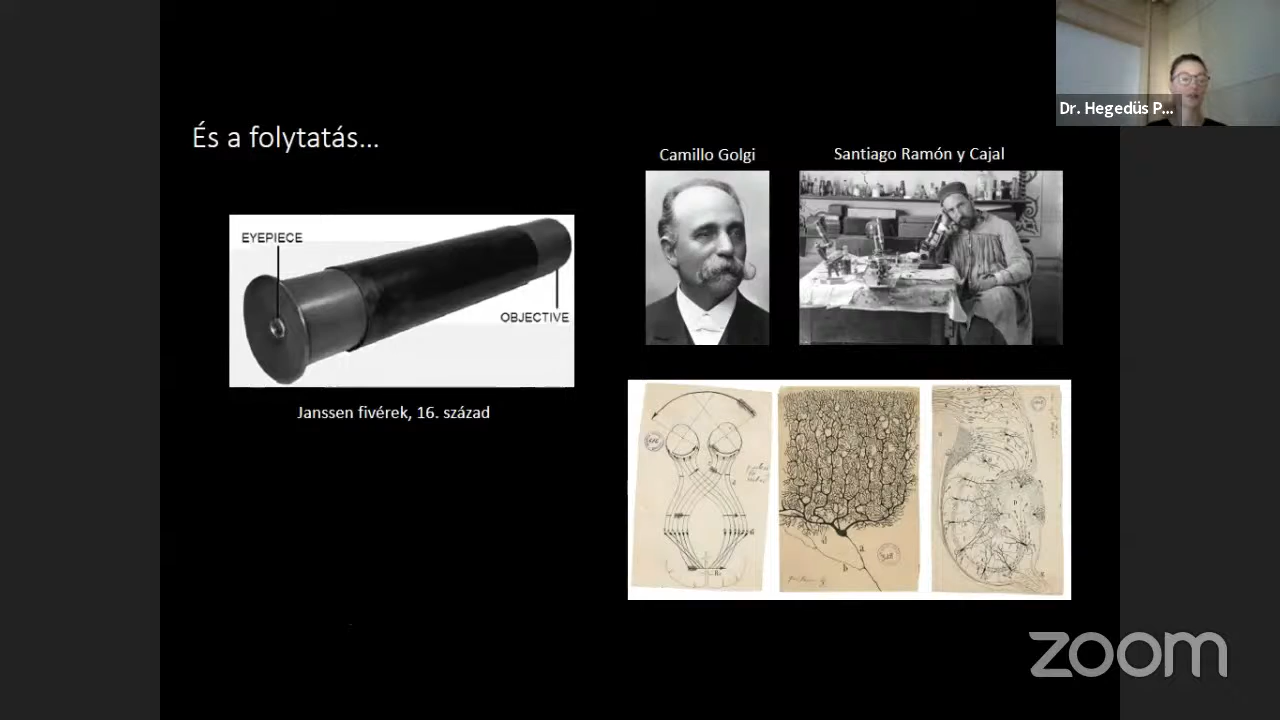 Dr. Hegedüs P...
És a folytatás...
Camillo Golgi
Santiago Ramón y Cajal
EYEPIECE
OBJECTIVE
Janssen fivérek, 16. század
a
b
d
zoom